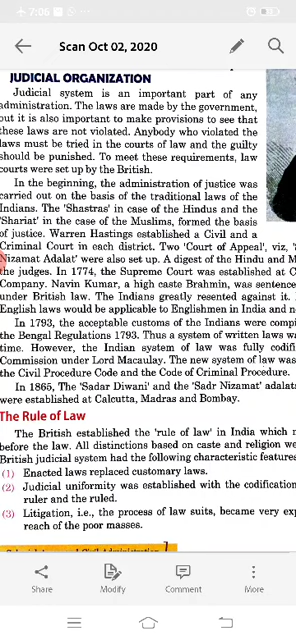 7:06
Scan Oct 02, 2020
JUDICIAL ORGANIZATION
Judicial system is an important part of any
administration. The laws are made by the government,
but it is also important to make provisions to see that
these laws are not violated. Anybody who violated the
laws must be tried in the courts of law and the guilty
should be punished. To meet these requirements, law
courts were set up by the British.
In the beginning, the administration of justice was
carried out on the basis of the traditional laws of the
Indians. The 'Shastras' in case of the Hindus and the
'Shariat' in the case of the Muslims, formed the basis
of justice. Warren Hastings established a Civil and a
Criminal Court in each district. Two 'Court of Appeal', viz,
Nizamat Adalat' were also set up. A digest of the Hindu and M
the judges. In 1774, the Supreme Court was established at C
Company. Navin Kumar, a high caste Brahmin, was sentence
under British law. The Indians greatly resented against it.
English laws would be applicable to Englishmen in India and n
In 1793, the acceptable customs of the Indians were compi
the Bengal Regulations 1793. Thus a system of written laws wa
time. However, the Indian system of law was fully codifi
Commission under Lord Macaulay. The new system of law was
the Civil Procedure Code and the Code of Criminal Procedure.
In 1865, The 'Sadar Diwani' and the 'Sadr Nizamat' adalats
were established at Calcutta, Madras and Bombay.
The Rule of Law
The British established the 'rule of law' in India which m
before the law. All distinctions based on caste and religion we
British judicial system had the following characteristic features
(1) Enacted laws replaced customary laws.
(2) Judicial uniformity was established with the codification
ruler and the ruled.
(3) Litigation, i.e., the process of law suits, became very exp
reach of the poor masses.
Civil Administration
Share
Modify
Comment
More